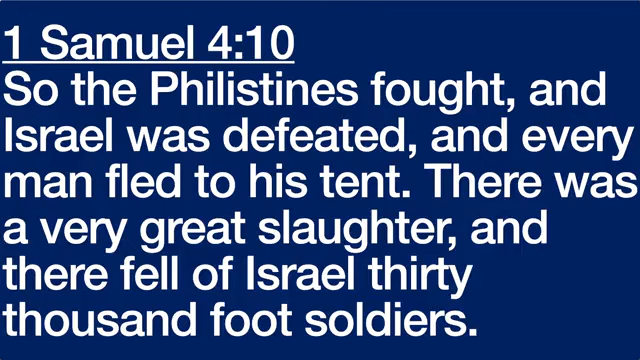 1 Samuel 4:10
So the Philistines fought, and
Israel was defeated, and every
man fled to his tent. There was
a very great slaughter, and
there fell of Israel thirty
thousand foot soldiers.